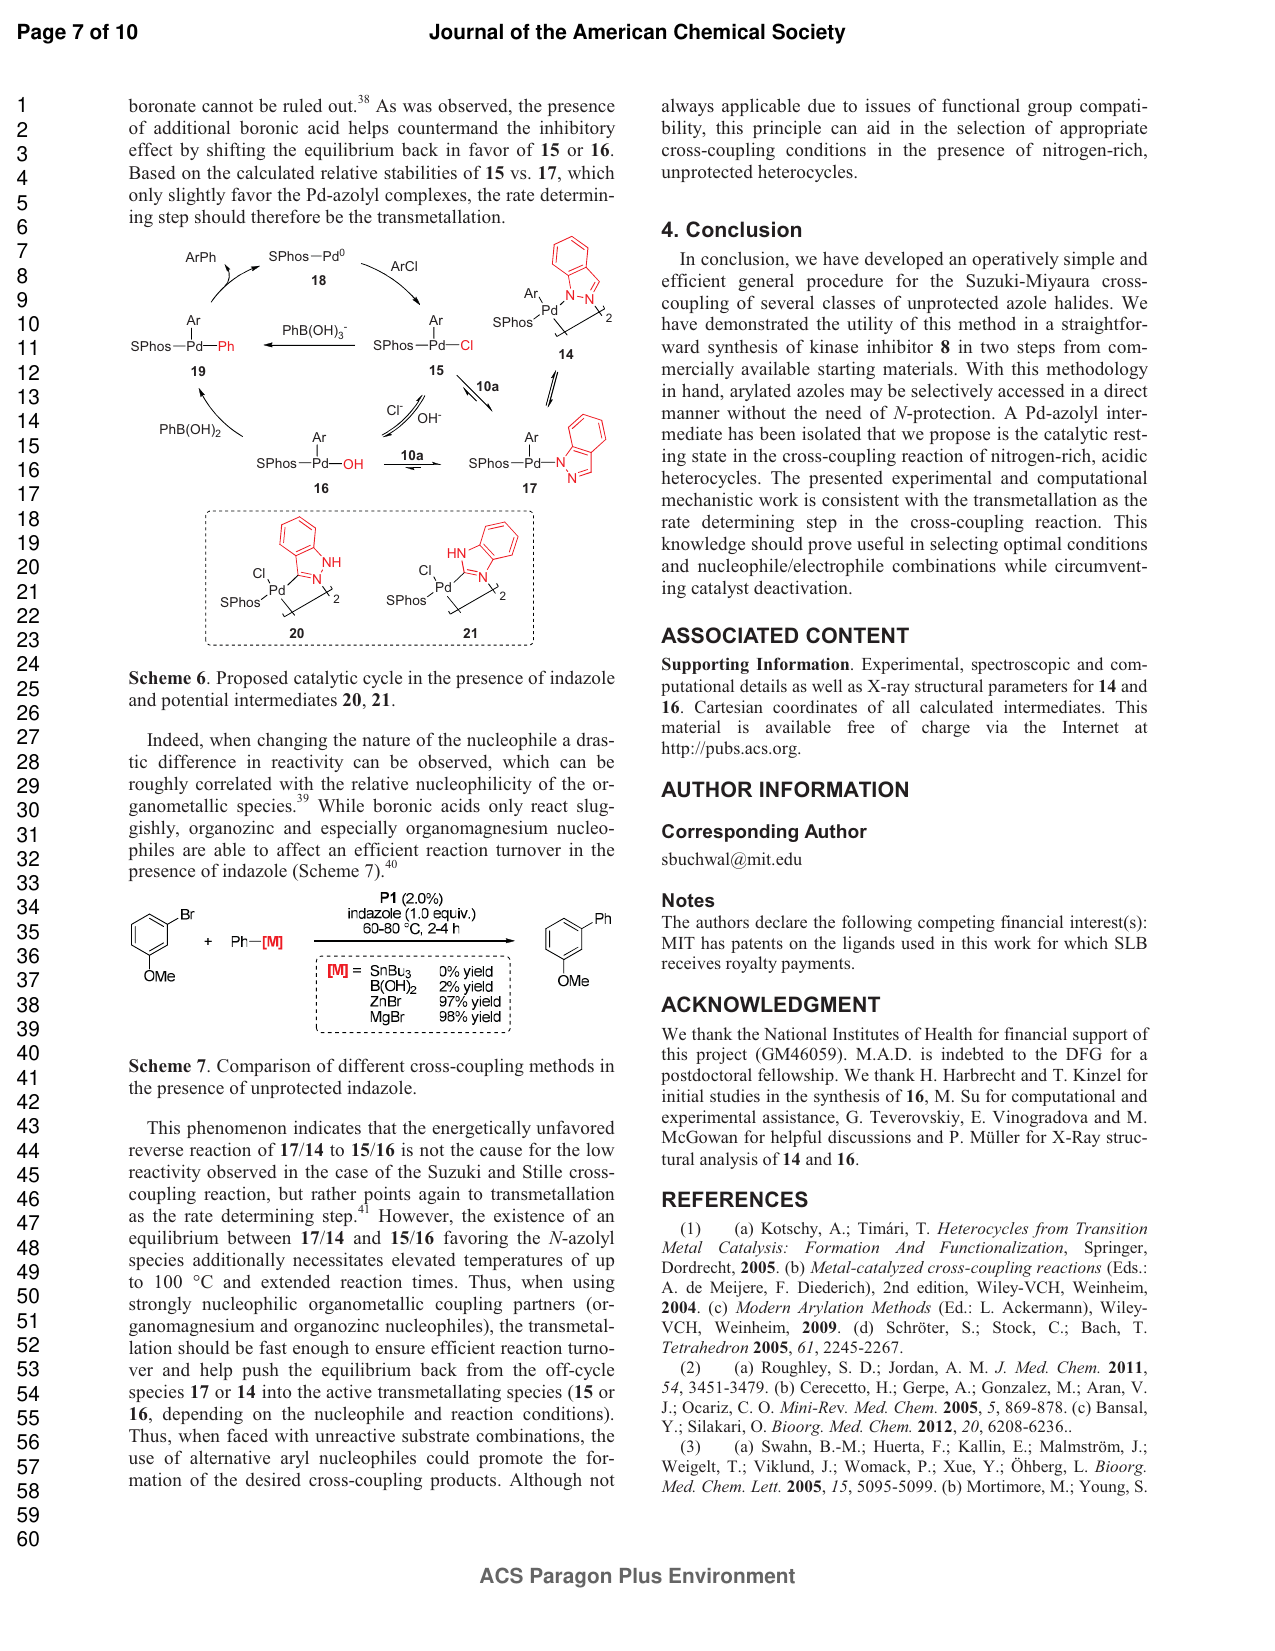 Page 7 of 10
Journal of the American Chemical Society
1
2
3
4
5
6
7
8
9
10
11
12
13
14
15
16
17
18
19
20
21
22
23
24
25
26
27
28
29
30
31
32
33
34
35
36
37
38
39
40
41
42
43
44
45
46
47
48
49
50
51
52
53
54
55
56
57
58
59
60
boronate cannot be ruled out.38 As was observed, the presence
of additional boronic acid helps countermand the inhibitory
effect by shifting the equilibrium back in favor of 15 or 16.
Based on the calculated relative stabilities of 15 vs. 17, which
only slightly favor the Pd-azolyl complexes, the rate determin-
ing step should therefore be the transmetallation.
ArPh
SPhos—Pd0
18
ArCl
Ar
SPhos—Pd—Ph
19
PhB(OH)3-
Ar
SPhos—Pd—Cl
15
Ar
Pd
SPhos
N
N
2
14
10a
Cl-
OH-
PhB(OH)2
Ar
SPhos—Pd—OH
16
10a
Ar
SPhos—Pd—N
N
17
Cl
Pd
SPhos
NH
N
2
20
Cl
Pd
SPhos
HN
N
2
21
Scheme 6. Proposed catalytic cycle in the presence of indazole
and potential intermediates 20, 21.
Indeed, when changing the nature of the nucleophile a dras-
tic difference in reactivity can be observed, which can be
roughly correlated with the relative nucleophilicity of the or-
ganometallic species.39 While boronic acids only react slug-
gishly, organozinc and especially organomagnesium nucleo-
philes are able to affect an efficient reaction turnover in the
presence of indazole (Scheme 7).40
Br
OMe
+ Ph—[M]
P1 (2.0%)
indazole (1.0 equiv.)
60-80 °C, 2-4 h
[M] = SnBu3 0% yield
B(OH)2 2% yield
ZnBr 97% yield
MgBr 98% yield
Ph
OMe
Scheme 7. Comparison of different cross-coupling methods in
the presence of unprotected indazole.
This phenomenon indicates that the energetically unfavored
reverse reaction of 17/14 to 15/16 is not the cause for the low
reactivity observed in the case of the Suzuki and Stille cross-
coupling reaction, but rather points again to transmetallation
as the rate determining step.41 However, the existence of an
equilibrium between 17/14 and 15/16 favoring the N-azolyl
species additionally necessitates elevated temperatures of up
to 100 °C and extended reaction times. Thus, when using
strongly nucleophilic organometallic coupling partners (or-
ganomagnesium and organozinc nucleophiles), the transmetal-
lation should be fast enough to ensure efficient reaction turno-
ver and help push the equilibrium back from the off-cycle
species 17 or 14 into the active transmetallating species (15 or
16, depending on the nucleophile and reaction conditions).
Thus, when faced with unreactive substrate combinations, the
use of alternative aryl nucleophiles could promote the for-
mation of the desired cross-coupling products. Although not
always applicable due to issues of functional group compati-
bility, this principle can aid in the selection of appropriate
cross-coupling conditions in the presence of nitrogen-rich,
unprotected heterocycles.
4. Conclusion
In conclusion, we have developed an operatively simple and
efficient general procedure for the Suzuki-Miyaura cross-
coupling of several classes of unprotected azole halides. We
have demonstrated the utility of this method in a straightfor-
ward synthesis of kinase inhibitor 8 in two steps from com-
mercially available starting materials. With this methodology
in hand, arylated azoles may be selectively accessed in a direct
manner without the need of N-protection. A Pd-azolyl inter-
mediate has been isolated that we propose is the catalytic rest-
ing state in the cross-coupling reaction of nitrogen-rich, acidic
heterocycles. The presented experimental and computational
mechanistic work is consistent with the transmetallation as the
rate determining step in the cross-coupling reaction. This
knowledge should prove useful in selecting optimal conditions
and nucleophile/electrophile combinations while circumvent-
ing catalyst deactivation.
ASSOCIATED CONTENT
Supporting Information. Experimental, spectroscopic and com-
putational details as well as X-ray structural parameters for 14 and
16. Cartesian coordinates of all calculated intermediates. This
material is available free of charge via the Internet at
http://pubs.acs.org.
AUTHOR INFORMATION
Corresponding Author
sbuchwal@mit.edu
Notes
The authors declare the following competing financial interest(s):
MIT has patents on the ligands used in this work for which SLB
receives royalty payments.
ACKNOWLEDGMENT
We thank the National Institutes of Health for financial support of
this project (GM46059). M.A.D. is indebted to the DFG for a
postdoctoral fellowship. We thank H. Harbrecht and T. Kinzel for
initial studies in the synthesis of 16, M. Su for computational and
experimental assistance, G. Teverovskiy, E. Vinogradova and M.
McGowan for helpful discussions and P. Müller for X-Ray struc-
tural analysis of 14 and 16.
REFERENCES
(1) (a) Kotschy, A.; Timári, T. Heterocycles from Transition
Metal Catalysis: Formation And Functionalization, Springer,
Dordrecht, 2005. (b) Metal-catalyzed cross-coupling reactions (Eds.:
A. de Meijere, F. Diederich), 2nd edition, Wiley-VCH, Weinheim,
2004. (c) Modern Arylation Methods (Ed.: L. Ackermann), Wiley-
VCH, Weinheim, 2009. (d) Schröter, S.; Stock, C.; Bach, T.
Tetrahedron 2005, 61, 2245-2267.
(2) (a) Roughley, S. D.; Jordan, A. M. J. Med. Chem. 2011,
54, 3451-3479. (b) Cerecetto, H.; Gerpe, A.; Gonzalez, M.; Aran, V.
J.; Ocariz, C. O. Mini-Rev. Med. Chem. 2005, 5, 869-878. (c) Bansal,
Y.; Silakari, O. Bioorg. Med. Chem. 2012, 20, 6208-6236..
(3) (a) Swahn, B.-M.; Huerta, F.; Kallin, E.; Malmström, J.;
Weigelt, T.; Viklund, J.; Womack, P.; Xue, Y.; Öhberg, L. Bioorg.
Med. Chem. Lett. 2005, 15, 5095-5099. (b) Mortimore, M.; Young, S.
ACS Paragon Plus Environment